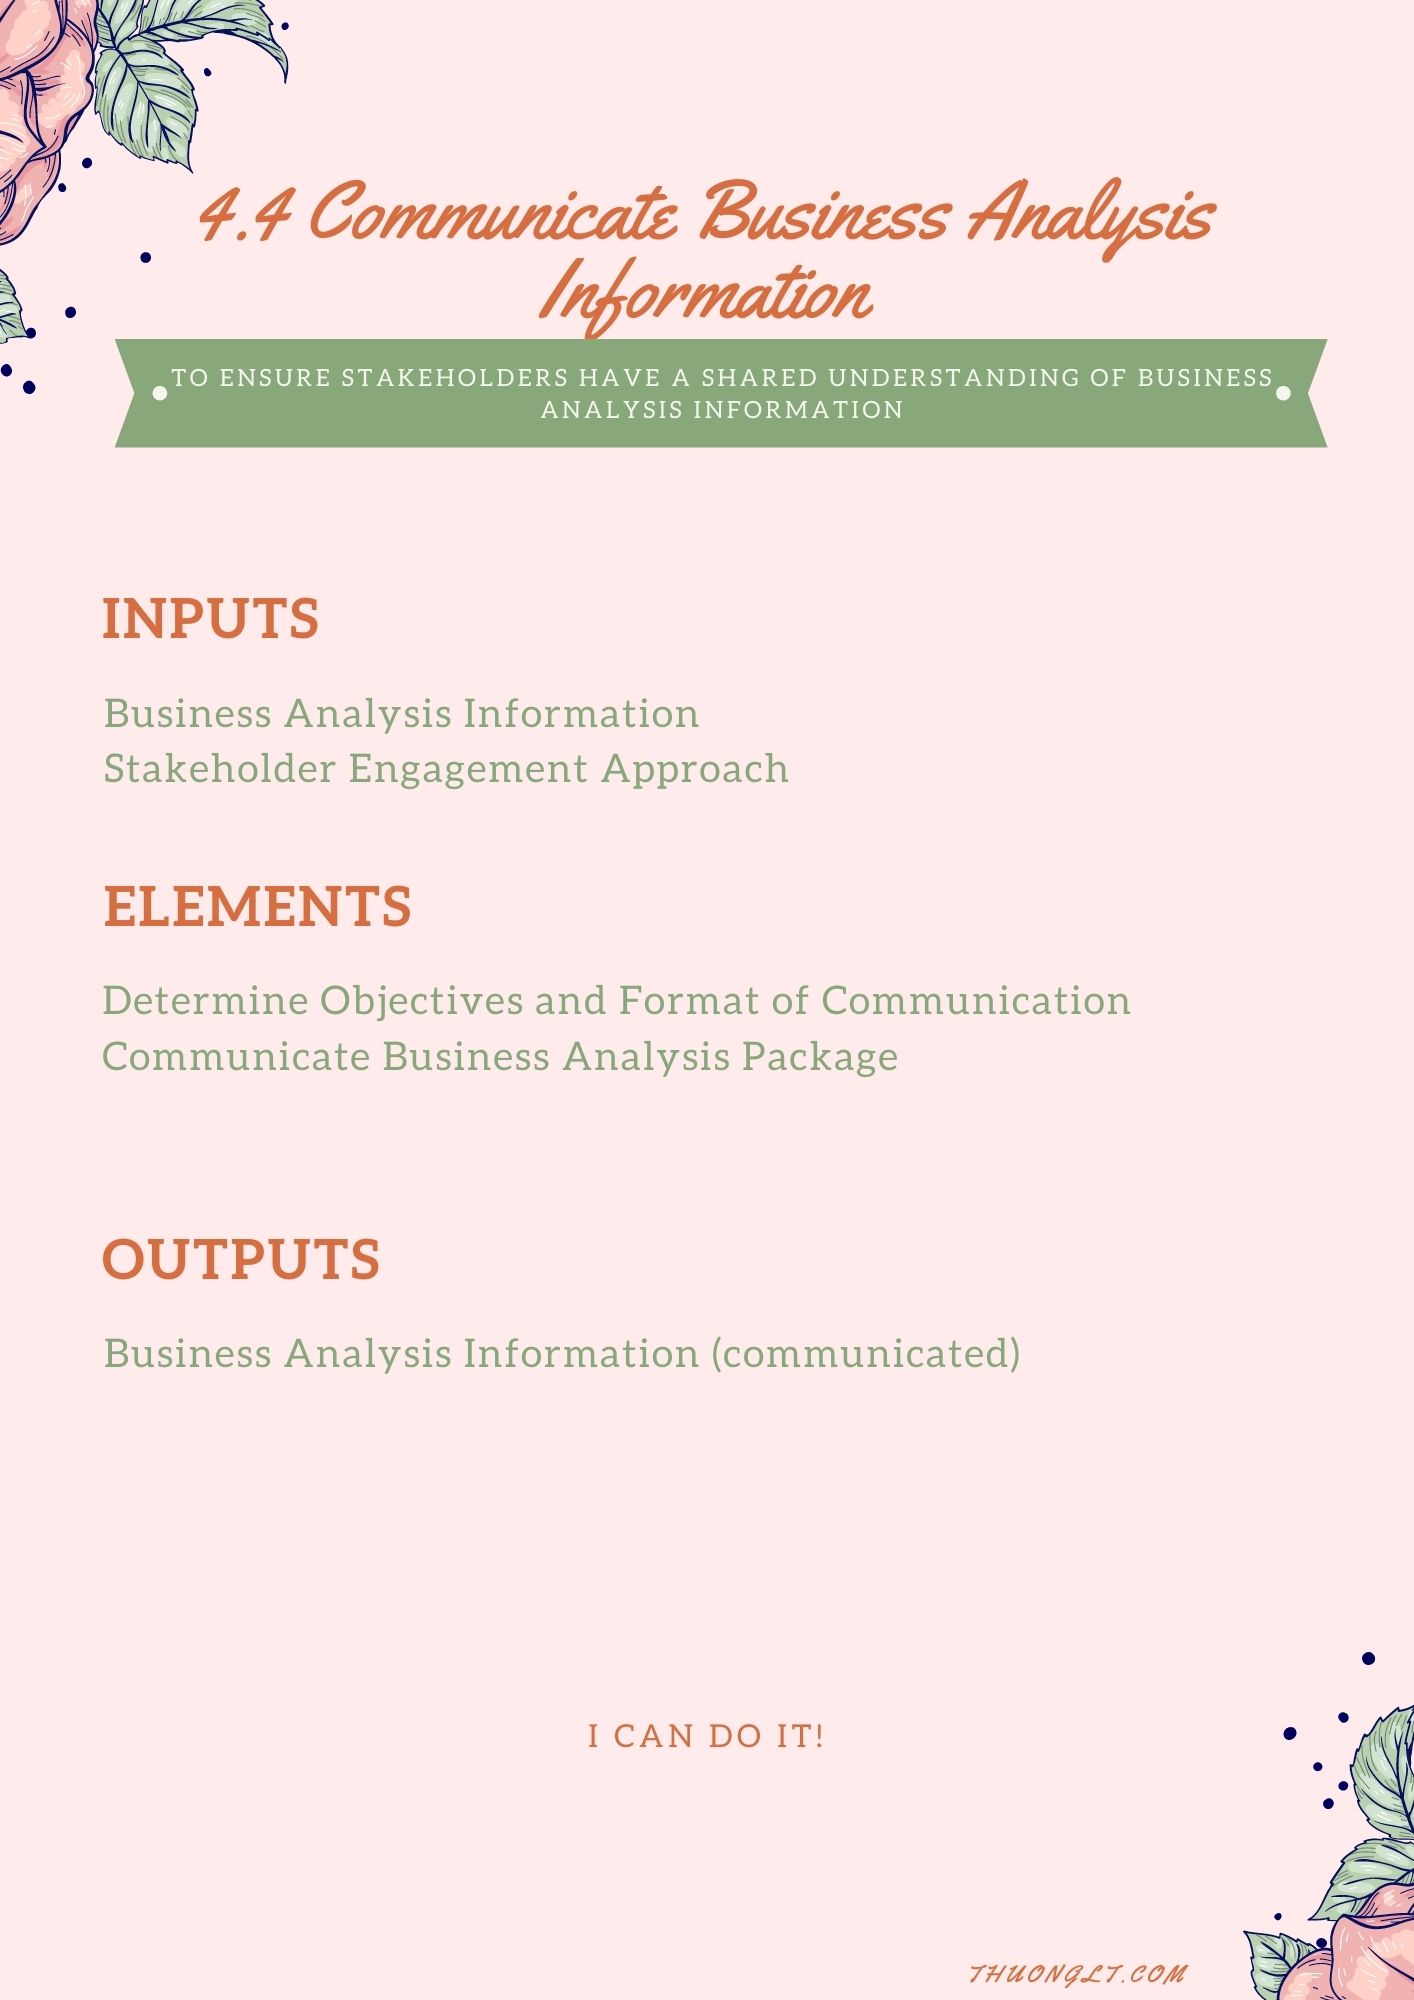 4.4 Communicate Business Analysis
Information
TO ENSURE STAKEHOLDERS HAVE A SHARED UNDERSTANDING OF BUSINESS
ANALYSIS INFORMATION
INPUTS
Business Analysis Information
Stakeholder Engagement Approach
ELEMENTS
Determine Objectives and Format of Communication
Communicate Business Analysis Package
OUTPUTS
Business Analysis Information (communicated)
I CAN DO IT!
THUONGLT.COM